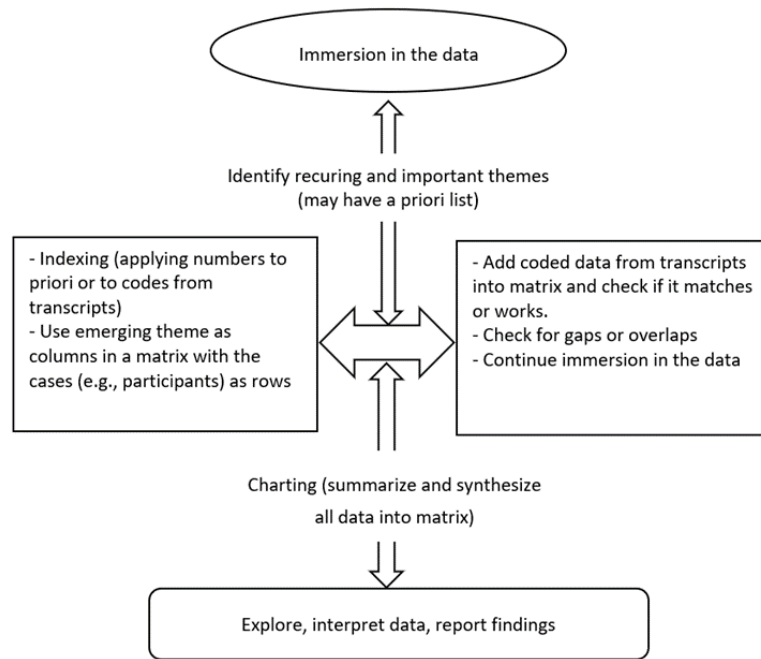 Immersion in the data
Identify recuring and important themes
(may have a priori list)
- Indexing (applying numbers to
priori or to codes from
transcripts)
- Use emerging theme as
columns in a matrix with the
cases (e.g., participants) as rows
- Add coded data from transcripts
into matrix and check if it matches
or works.
- Check for gaps or overlaps
- Continue immersion in the data
Charting (summarize and synthesize
all data into matrix)
Explore, interpret data, report findings